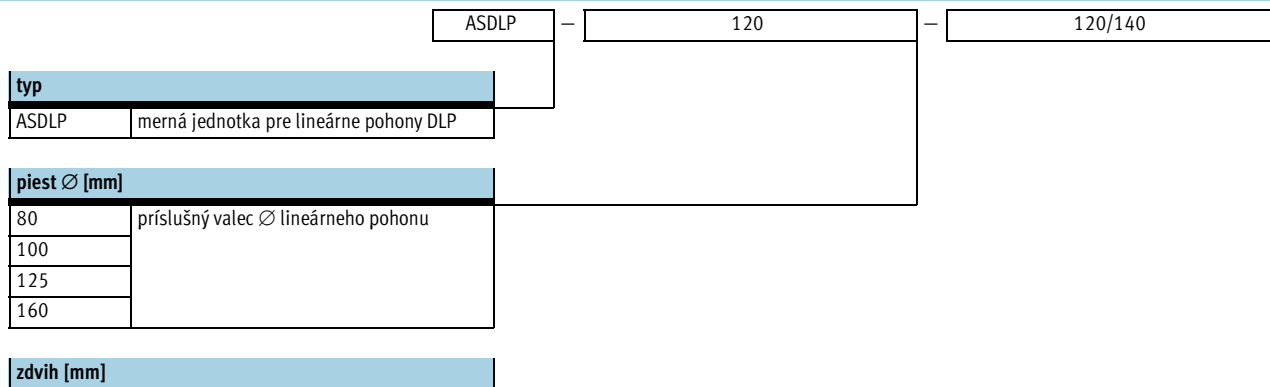 ASDLP – 120 – 120/140
typ
ASDLP merná jednotka pre lineárne pohony DLP
piest ∅ [mm]
80 príslušný valec ∅ lineárneho pohonu
100
125
160
zdvih [mm]